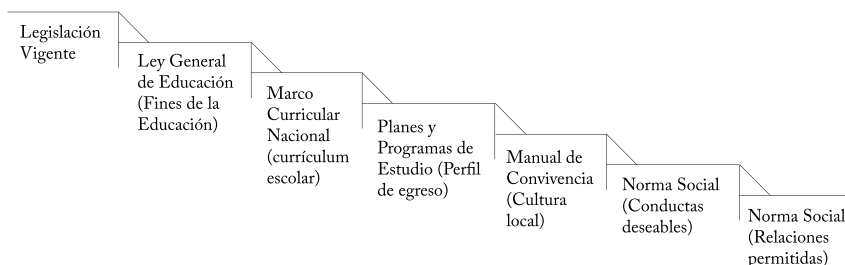 Legislación
Vigente
Ley General
de Educación
(Fines de la
Educación)
Marco
Curricular
Nacional
(currículum
escolar)
Planes y
Programas de
Estudio (Perfil
de egreso)
Manual de
Convivencia
(Cultura
local)
Norma Social
(Conductas
deseables)
Norma Social
(Relaciones
permitidas)